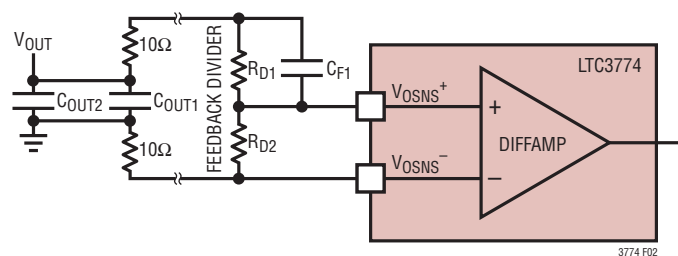 VOUT
10Ω
COUT2
COUT1
10Ω
FEEDBACK DIVIDER
RD1
CF1
RD2
LTC3774
VOSNS+
VOSNS–
+
DIFFAMP
–
3774 F02